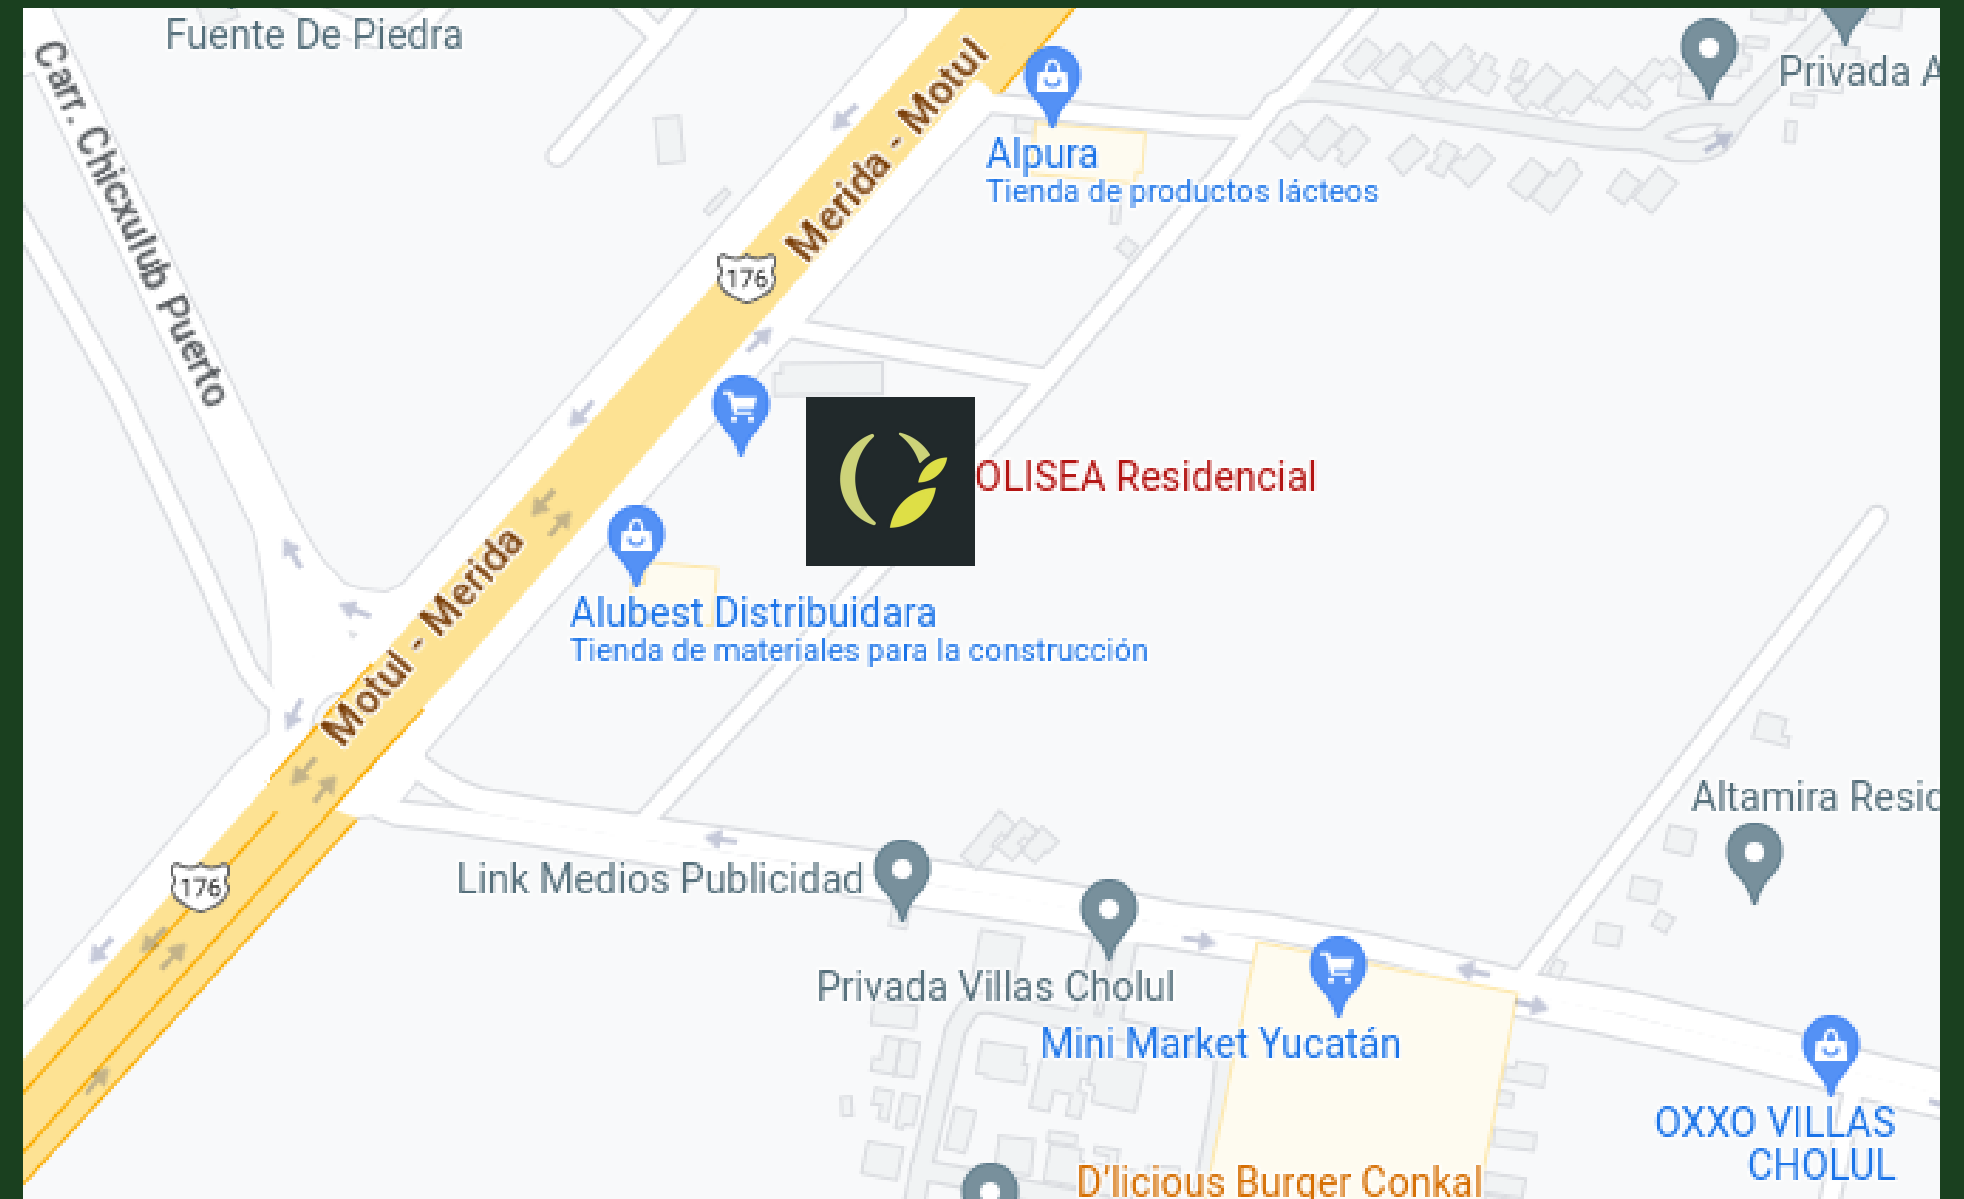 Fuente De Piedra
Carr. Chicxulub Puerto
Merida - Motul
Privada A
Alpura
Tienda de productos lácteos
176
OLISEA Residencial
Motul - Merida
Alubest Distribuidara
Tienda de materiales para la construcción
Altamira Resid
176
Link Medios Publicidad
Privada Villas Cholul
Mini Market Yucatán
OXXO VILLAS
CHOLUL
D'licious Burger Conkal